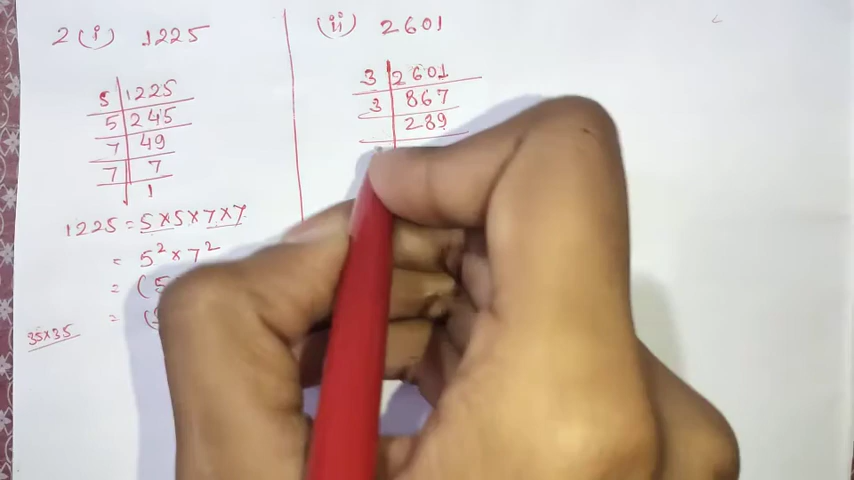 2 (i) 1225
5 | 1225
5 | 245
7 | 49
7 | 7
1
1225 = 5 × 5 × 7 × 7
= 5² × 7²
= (5
= (
35×35
(ii) 2601
3 | 2601
3 | 867
289